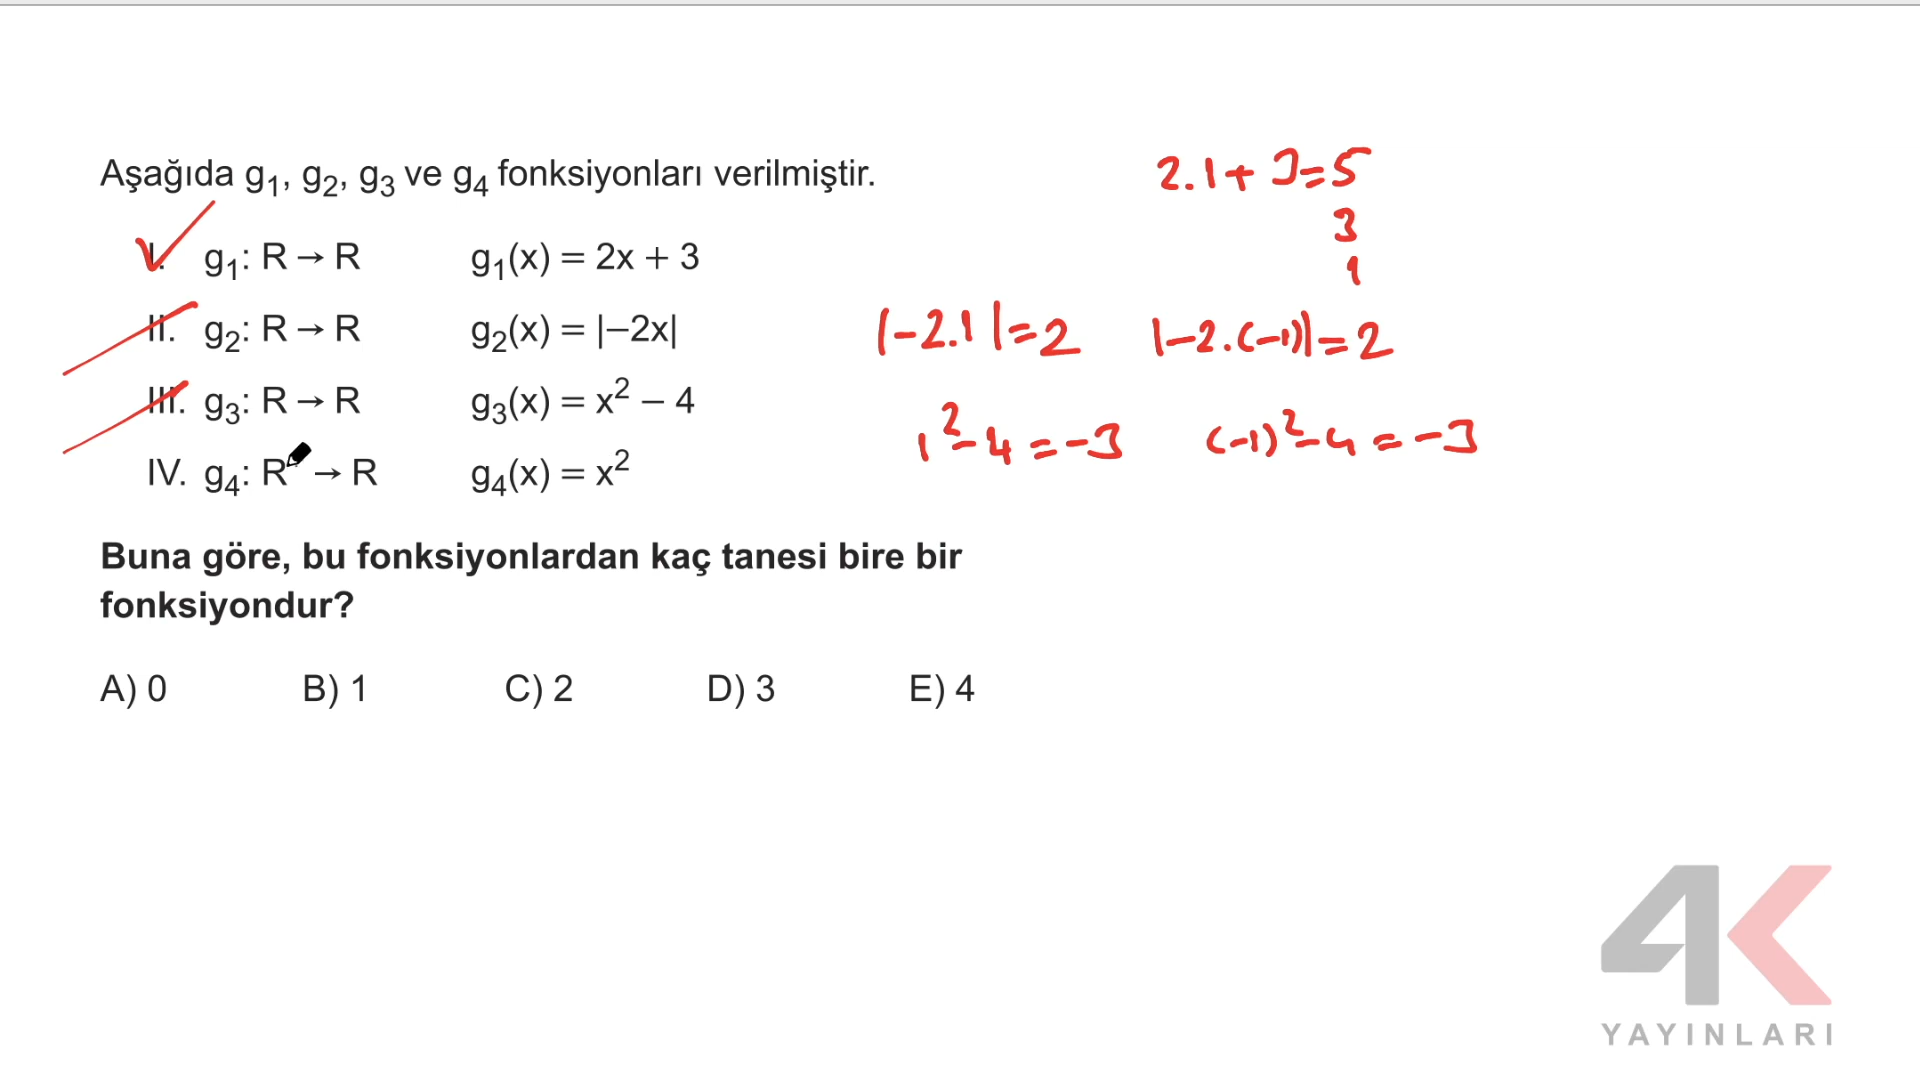 Aşağıda g₁, g₂, g₃ ve g₄ fonksiyonları verilmiştir.
2.1+3=5
3
1
I. g₁: R → R g₁(x) = 2x + 3
II. g₂: R → R g₂(x) = |−2x|
|-2.1|=2 |-2.(-1)|=2
III. g₃: R → R g₃(x) = x² − 4
1²-4=-3 (-1)²-4=-3
IV. g₄: R → R g₄(x) = x²
Buna göre, bu fonksiyonlardan kaç tanesi bire bir
fonksiyondur?
A) 0 B) 1 C) 2 D) 3 E) 4
4K
YAYINLARI